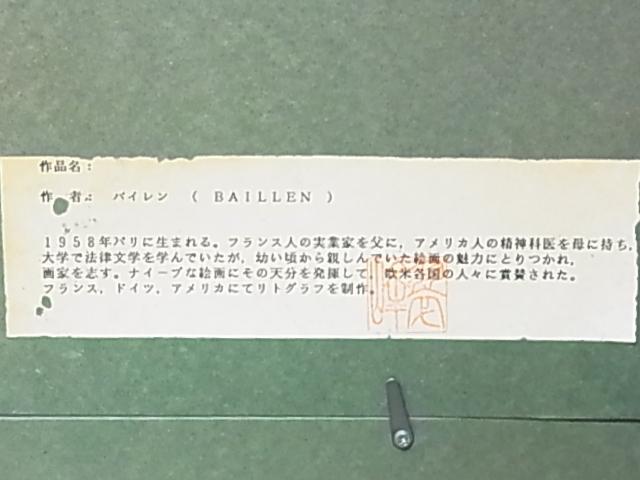 作品名：
作　者： バイレン （ BAILLEN ）
1958年パリに生まれる。フランス人の実業家を父に，アメリカ人の精神科医を母に持ち，
大学で法律文学を学んでいたが，幼い頃から親しんでいた絵画の魅力にとりつかれ，
画家を志す。ナイーブな絵画にその天分を発揮して，欧米各国の人々に賞賛された。
フランス，ドイツ，アメリカにてリトグラフを制作。